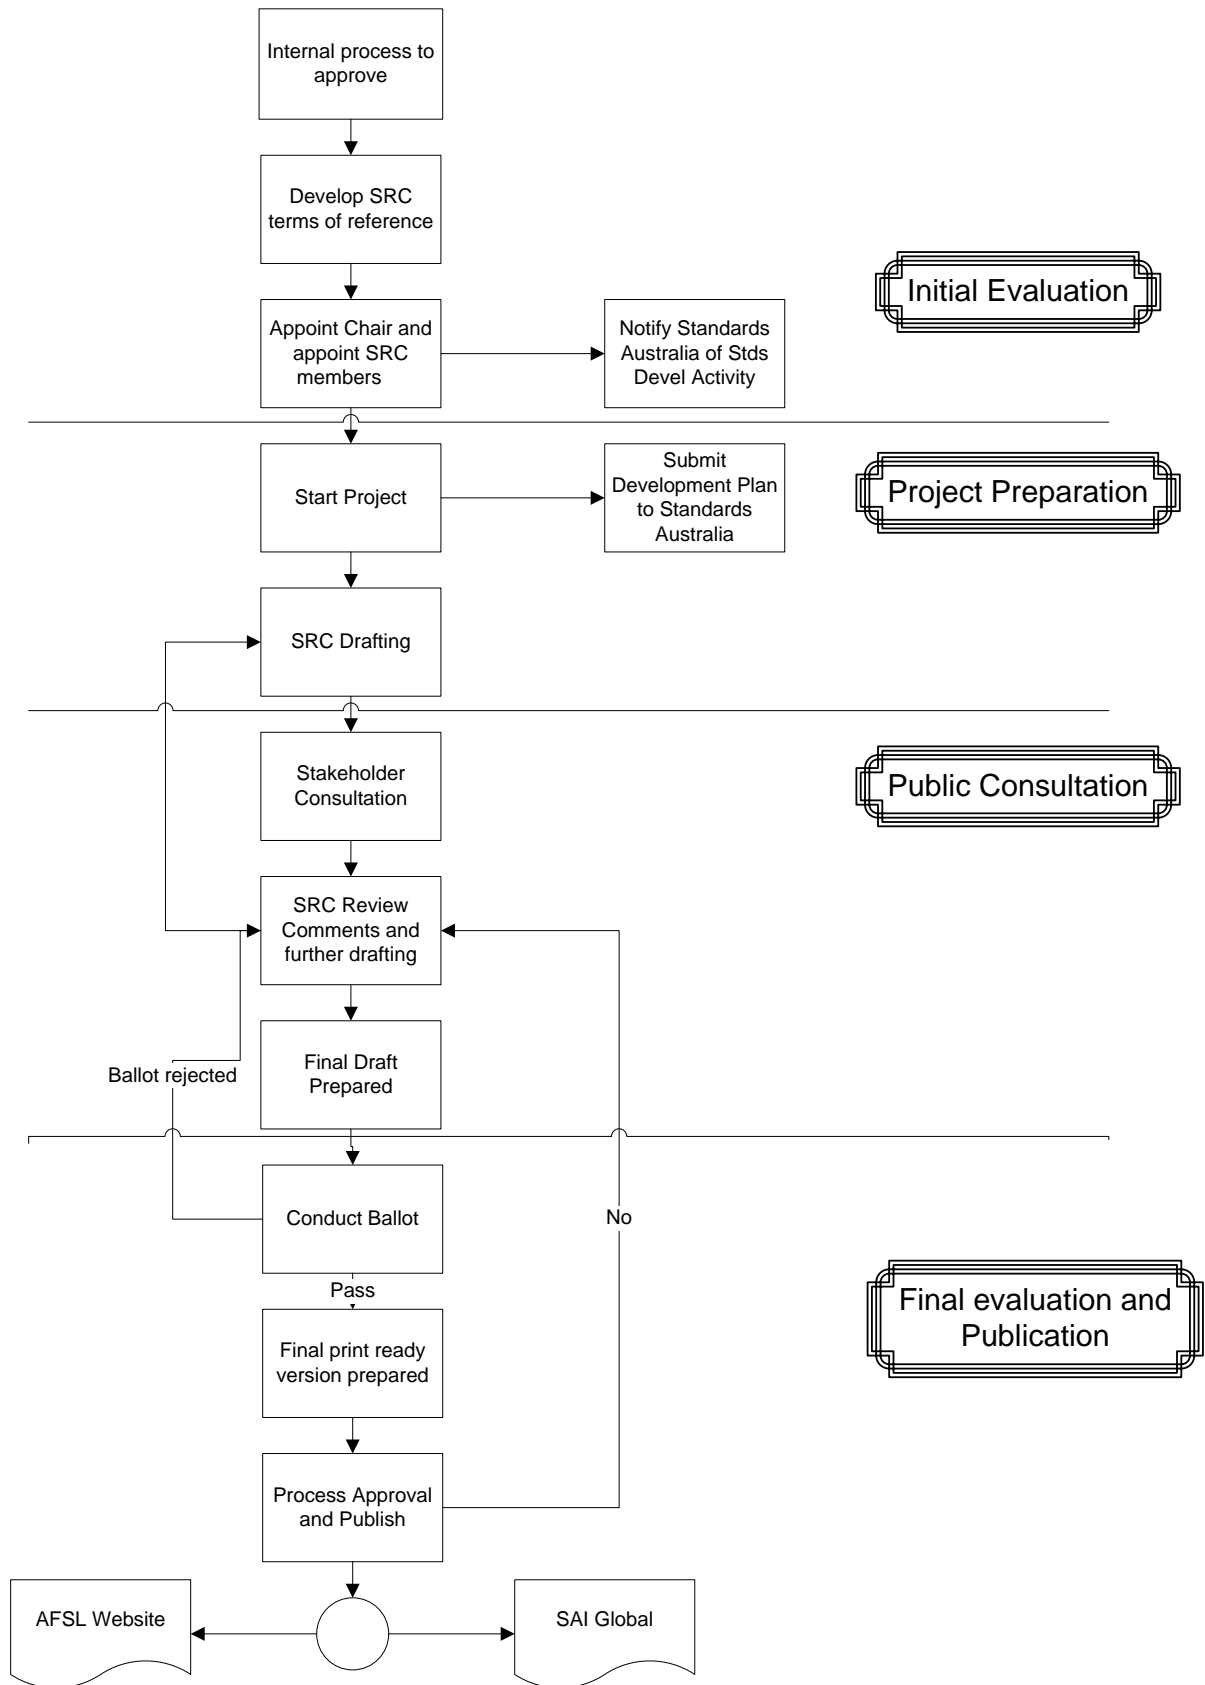 Internal process to
approve
Develop SRC
terms of reference
Initial Evaluation
Appoint Chair and
appoint SRC
members
Notify Standards
Australia of Stds
Devel Activity
Start Project
Submit
Development Plan
to Standards
Australia
Project Preparation
SRC Drafting
Stakeholder
Consultation
Public Consultation
SRC Review
Comments and
further drafting
Final Draft
Prepared
Ballot rejected
Conduct Ballot
No
Pass
Final print ready
version prepared
Final evaluation and
Publication
Process Approval
and Publish
AFSL Website
SAI Global